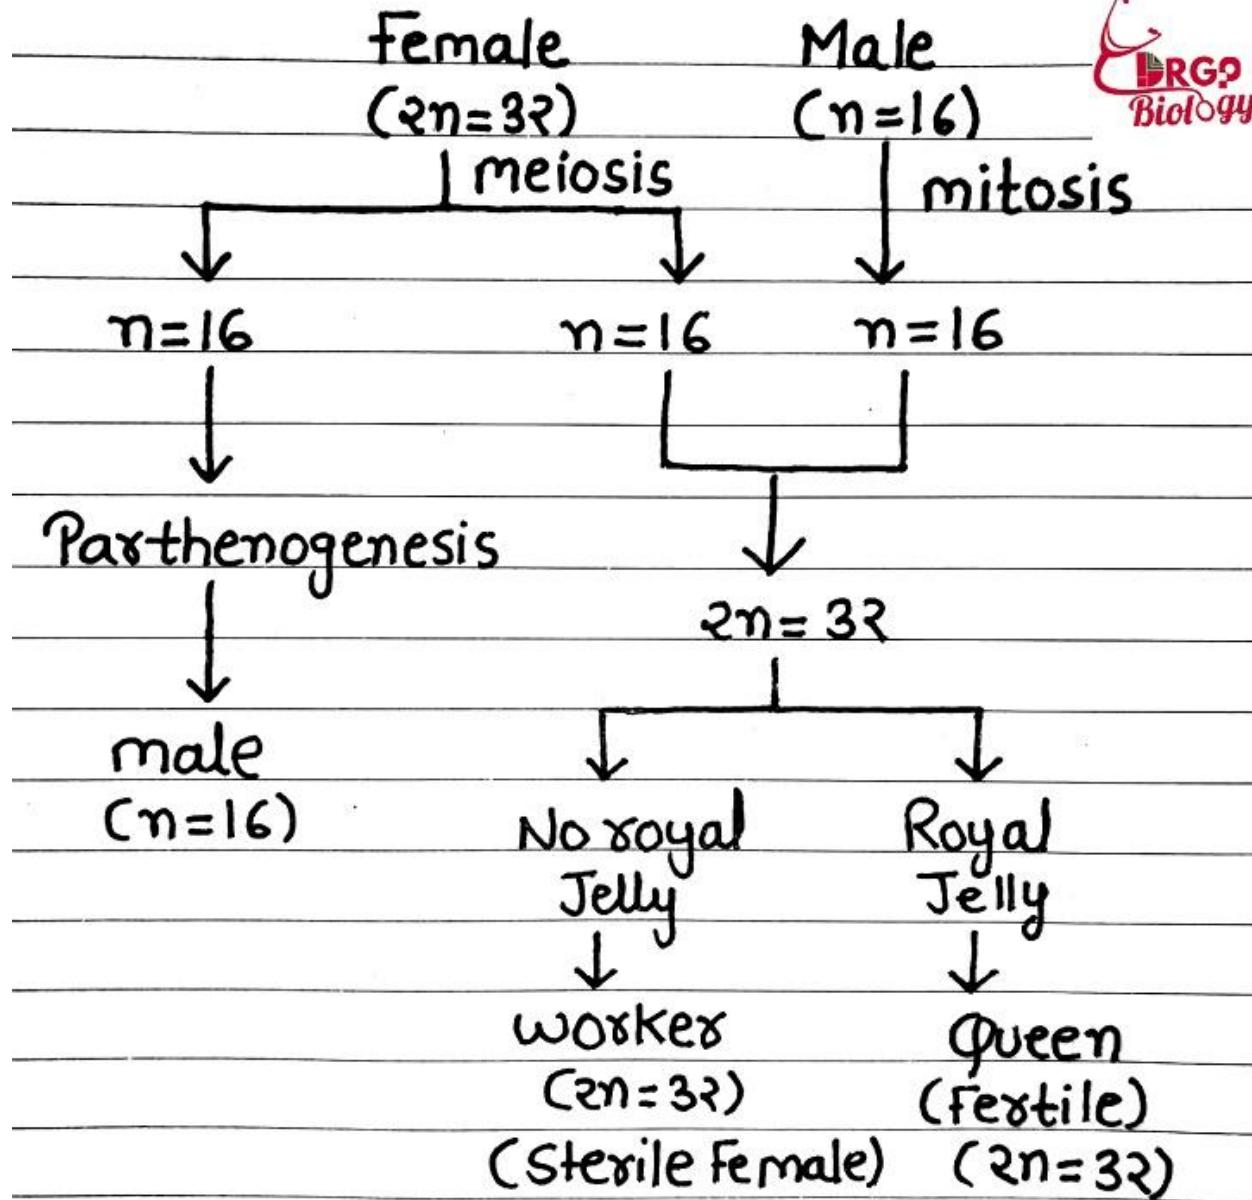 Female Male
(2n=32) (n=16)
DRGP
Biology
meiosis mitosis
n=16 n=16 n=16
Parthenogenesis
2n=32
male
(n=16)
No royal Royal
Jelly Jelly
worker Queen
(2n=32) (Fertile)
(Sterile Female) (2n=32)